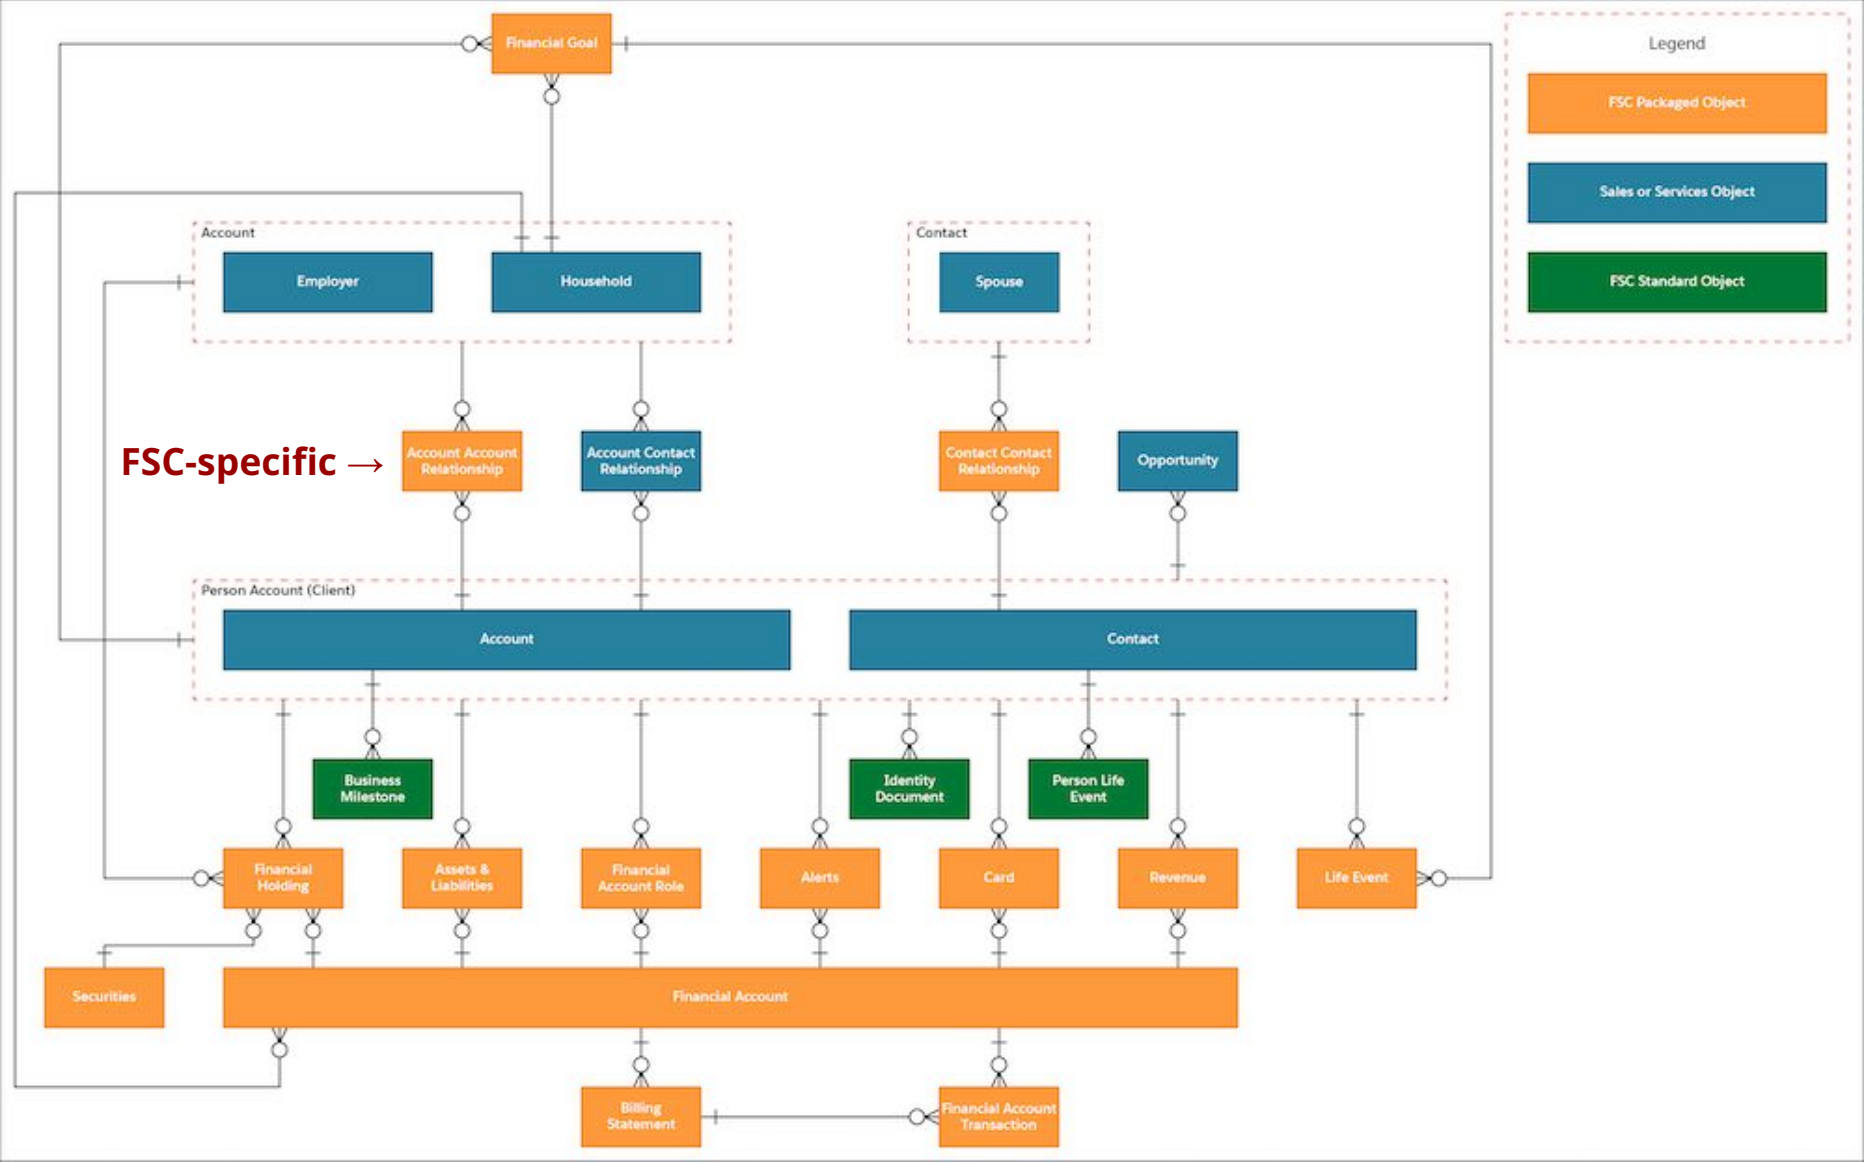 Financial Goal
Legend
FSC Packaged Object
Sales or Services Object
FSC Standard Object
Account
Employer
Household
Contact
Spouse
FSC-specific →
Account Account
Relationship
Account Contact
Relationship
Contact Contact
Relationship
Opportunity
Person Account (Client)
Account
Contact
Business
Milestone
Identity
Document
Person Life
Event
Financial
Holding
Assets &
Liabilities
Financial
Account Role
Alerts
Card
Revenue
Life Event
Securities
Financial Account
Billing
Statement
Financial Account
Transaction